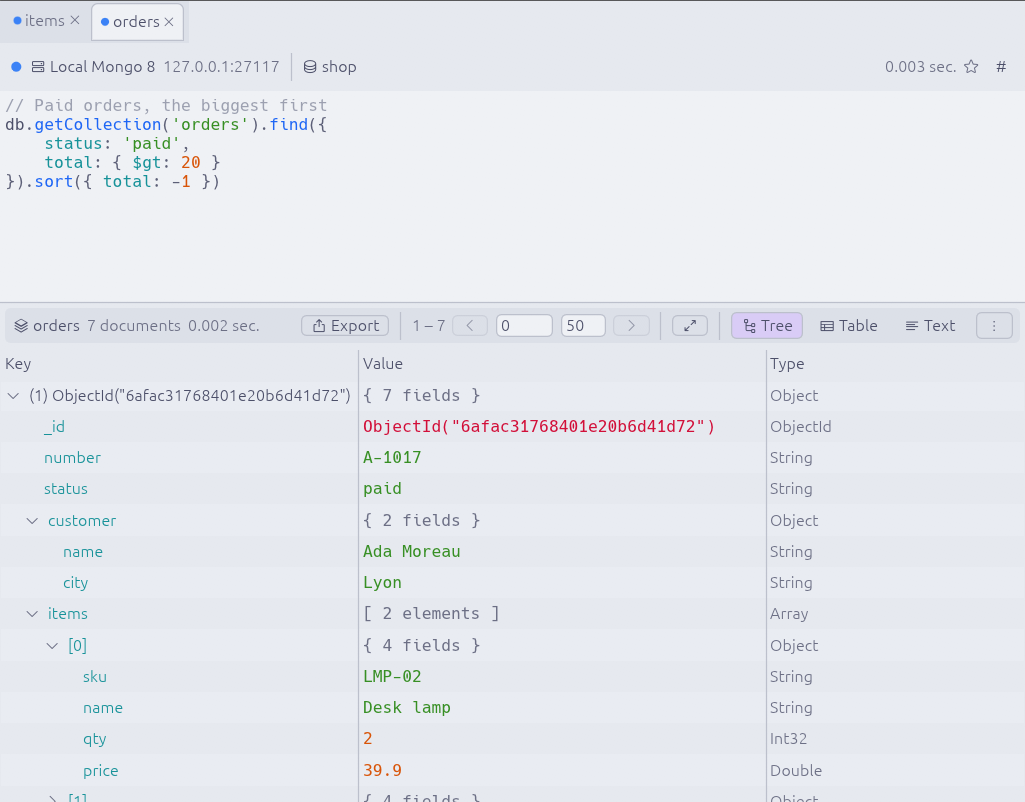 items orders
Local Mongo 8 127.0.0.1:27117 shop 0.003 sec. #
// Paid orders, the biggest first
db.getCollection('orders').find({
    status: 'paid',
    total: { $gt: 20 }
}).sort({ total: -1 })
orders 7 documents 0.002 sec. Export 1 – 7 0 50 Tree Table Text
Key Value Type
(1) ObjectId("6afac31768401e20b6d41d72") { 7 fields } Object
_id ObjectId("6afac31768401e20b6d41d72") ObjectId
number A-1017 String
status paid String
customer { 2 fields } Object
name Ada Moreau String
city Lyon String
items [ 2 elements ] Array
[0] { 4 fields } Object
sku LMP-02 String
name Desk lamp String
qty 2 Int32
price 39.9 Double
[1] { 4 fields } Object